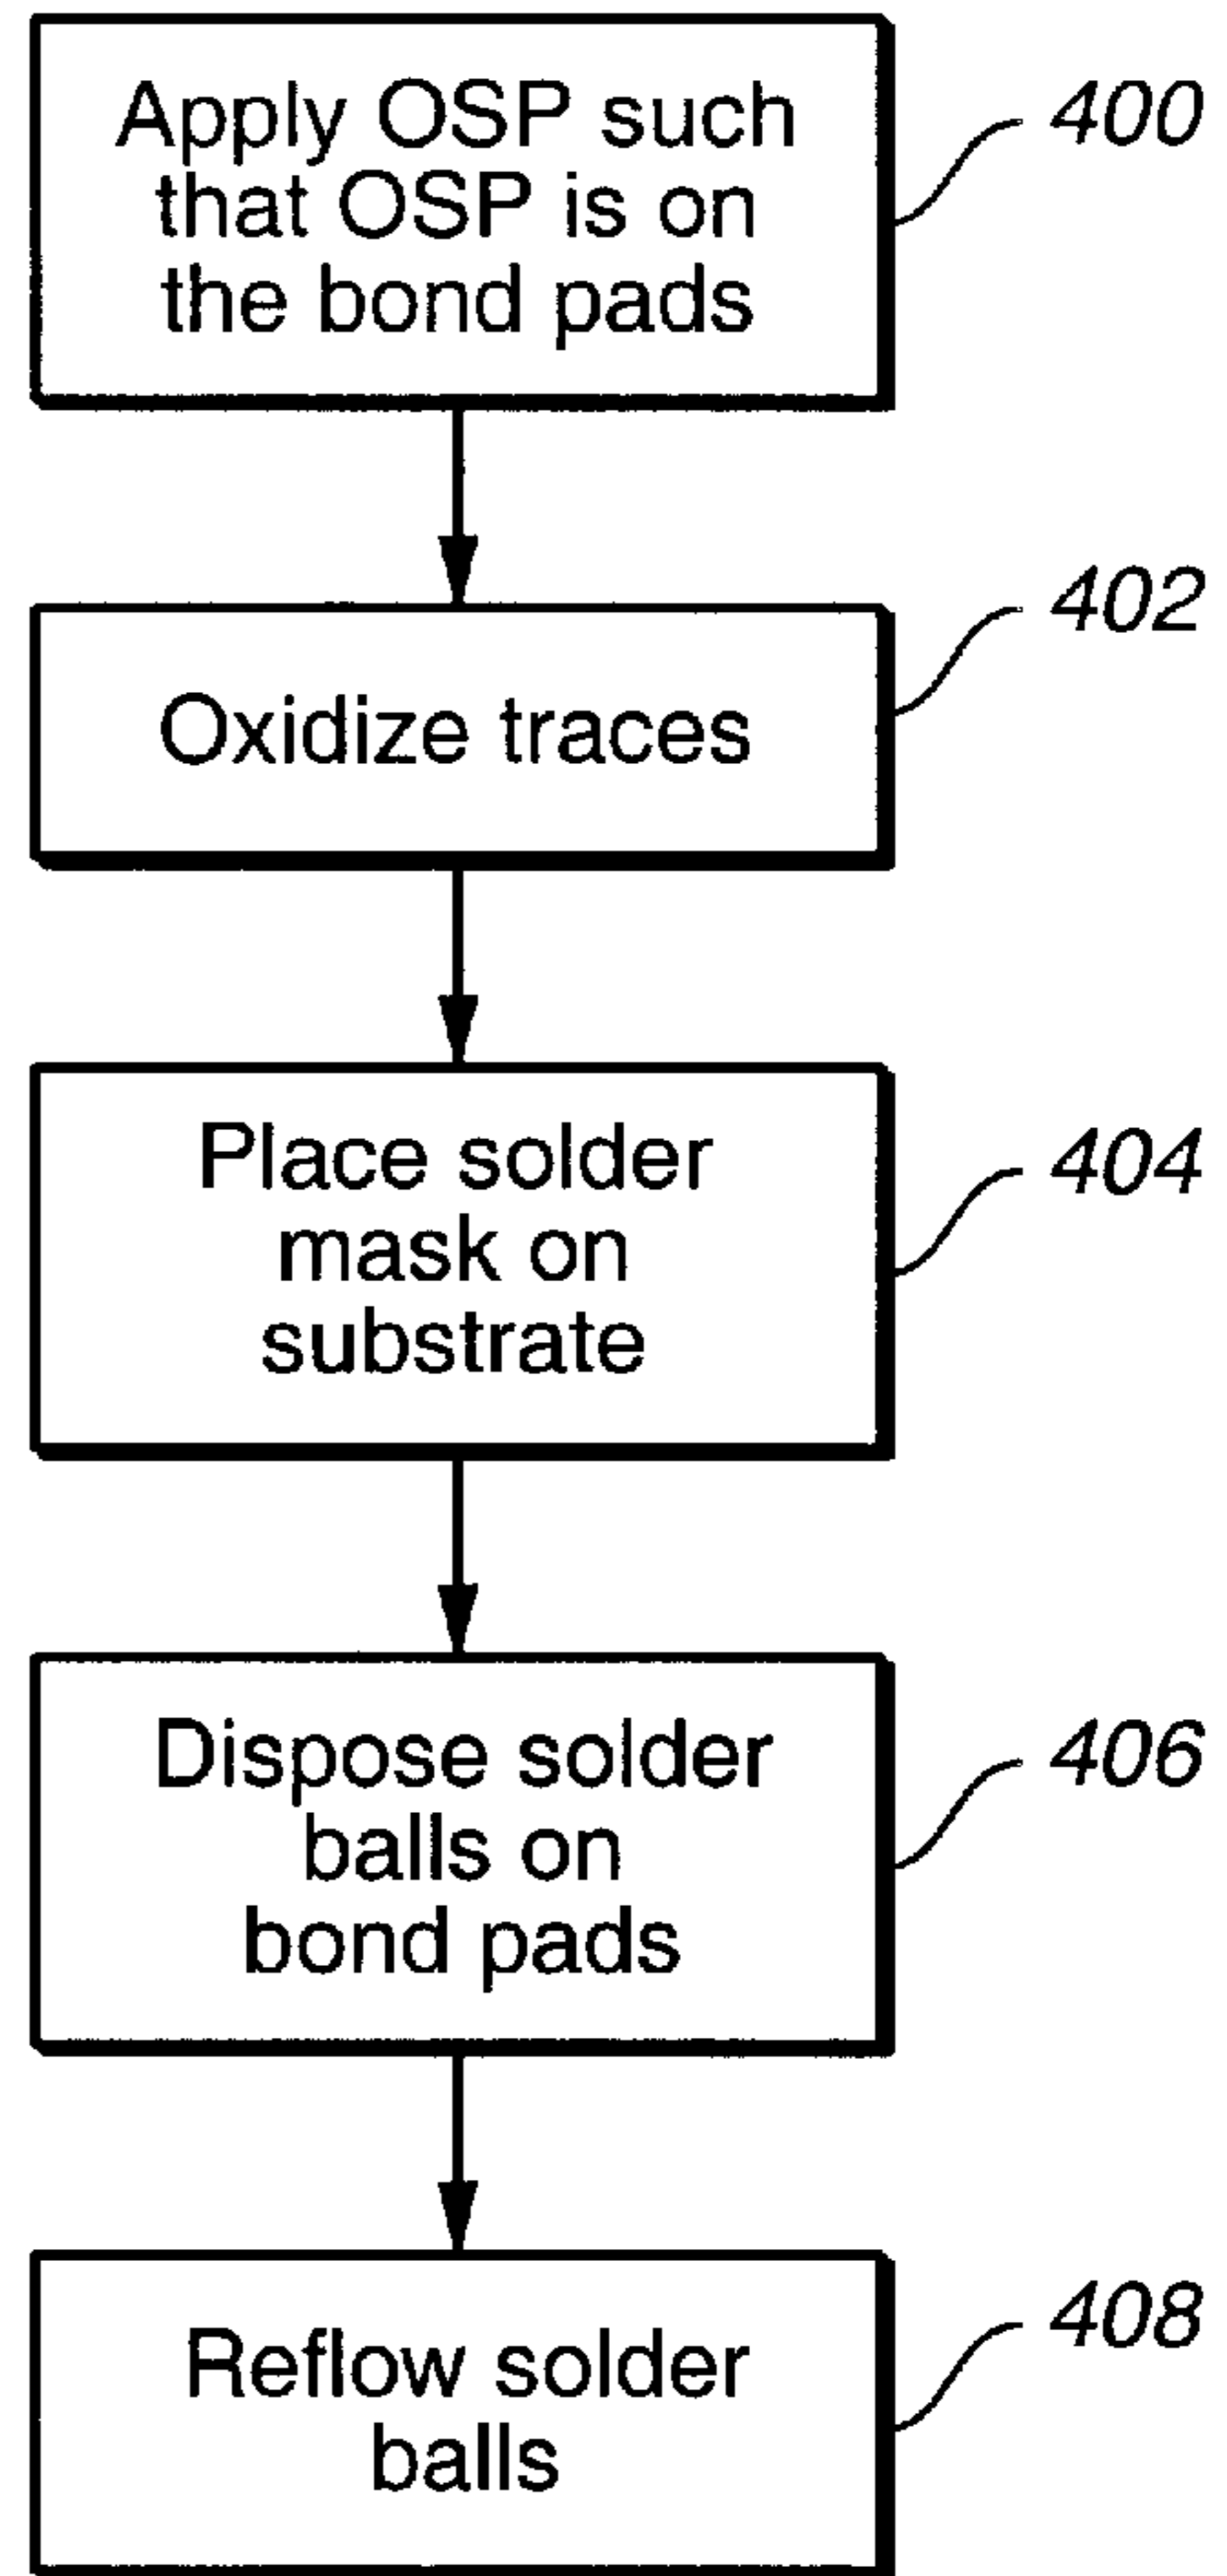 Apply OSP such
that OSP is on
the bond pads
400
Oxidize traces
402
Place solder
mask on
substrate
404
Dispose solder
balls on
bond pads
406
Reflow solder
balls
408